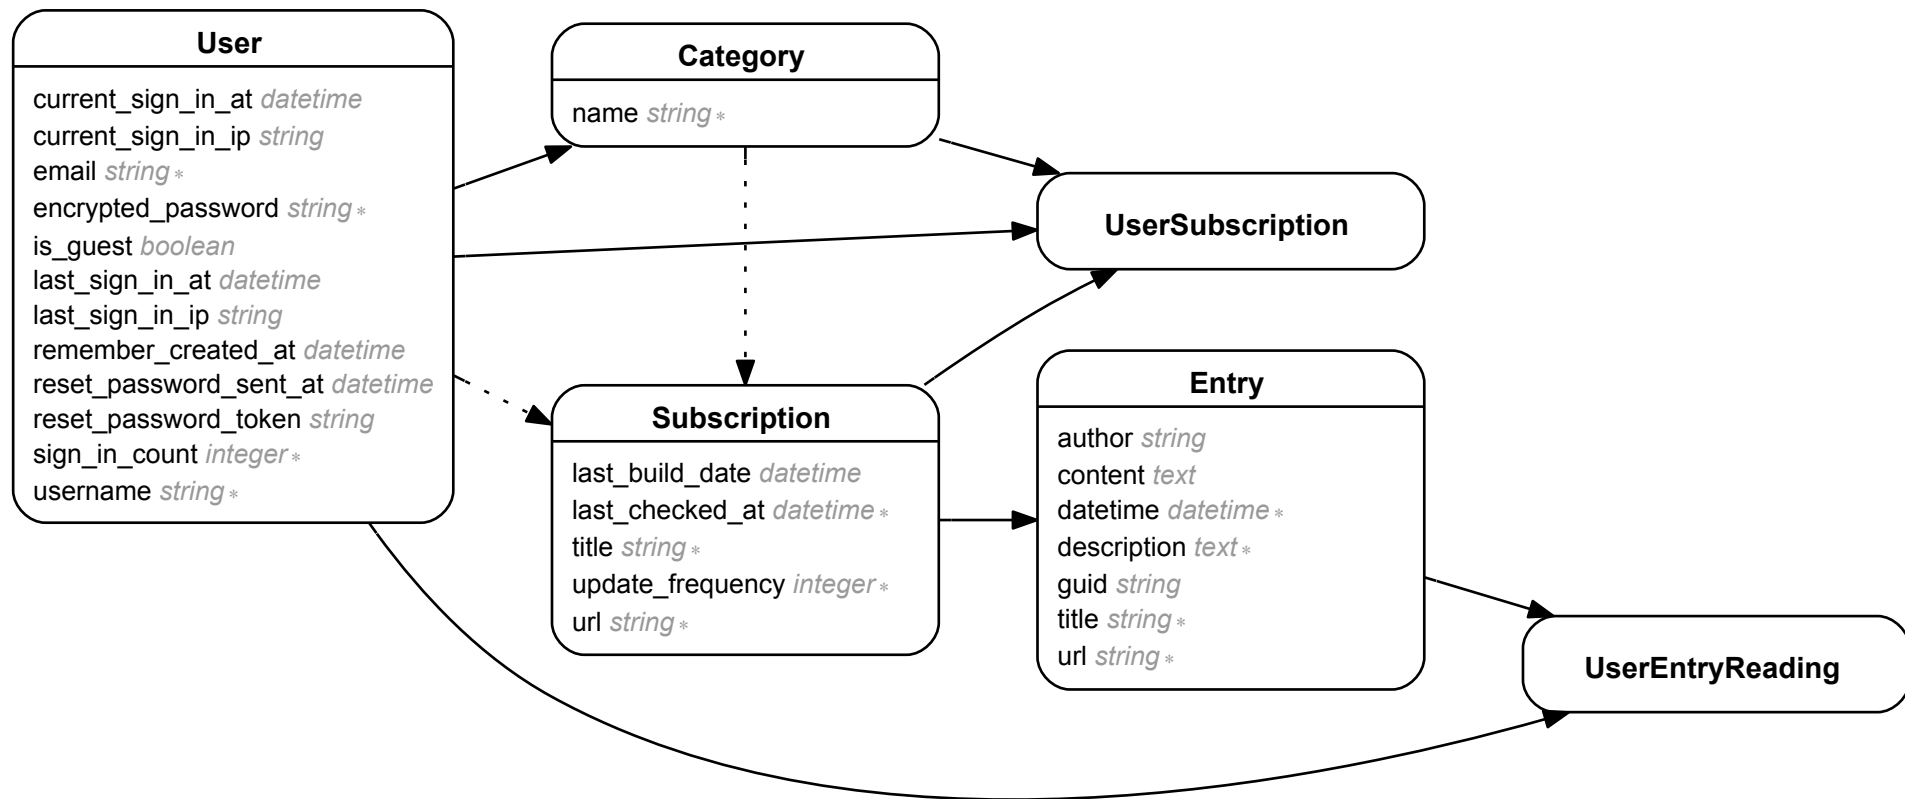 User
current_sign_in_at datetime
current_sign_in_ip string
email string *
encrypted_password string *
is_guest boolean
last_sign_in_at datetime
last_sign_in_ip string
remember_created_at datetime
reset_password_sent_at datetime
reset_password_token string
sign_in_count integer *
username string *
Category
name string *
UserSubscription
Subscription
last_build_date datetime
last_checked_at datetime *
title string *
update_frequency integer *
url string *
Entry
author string
content text
datetime datetime *
description text *
guid string
title string *
url string *
UserEntryReading